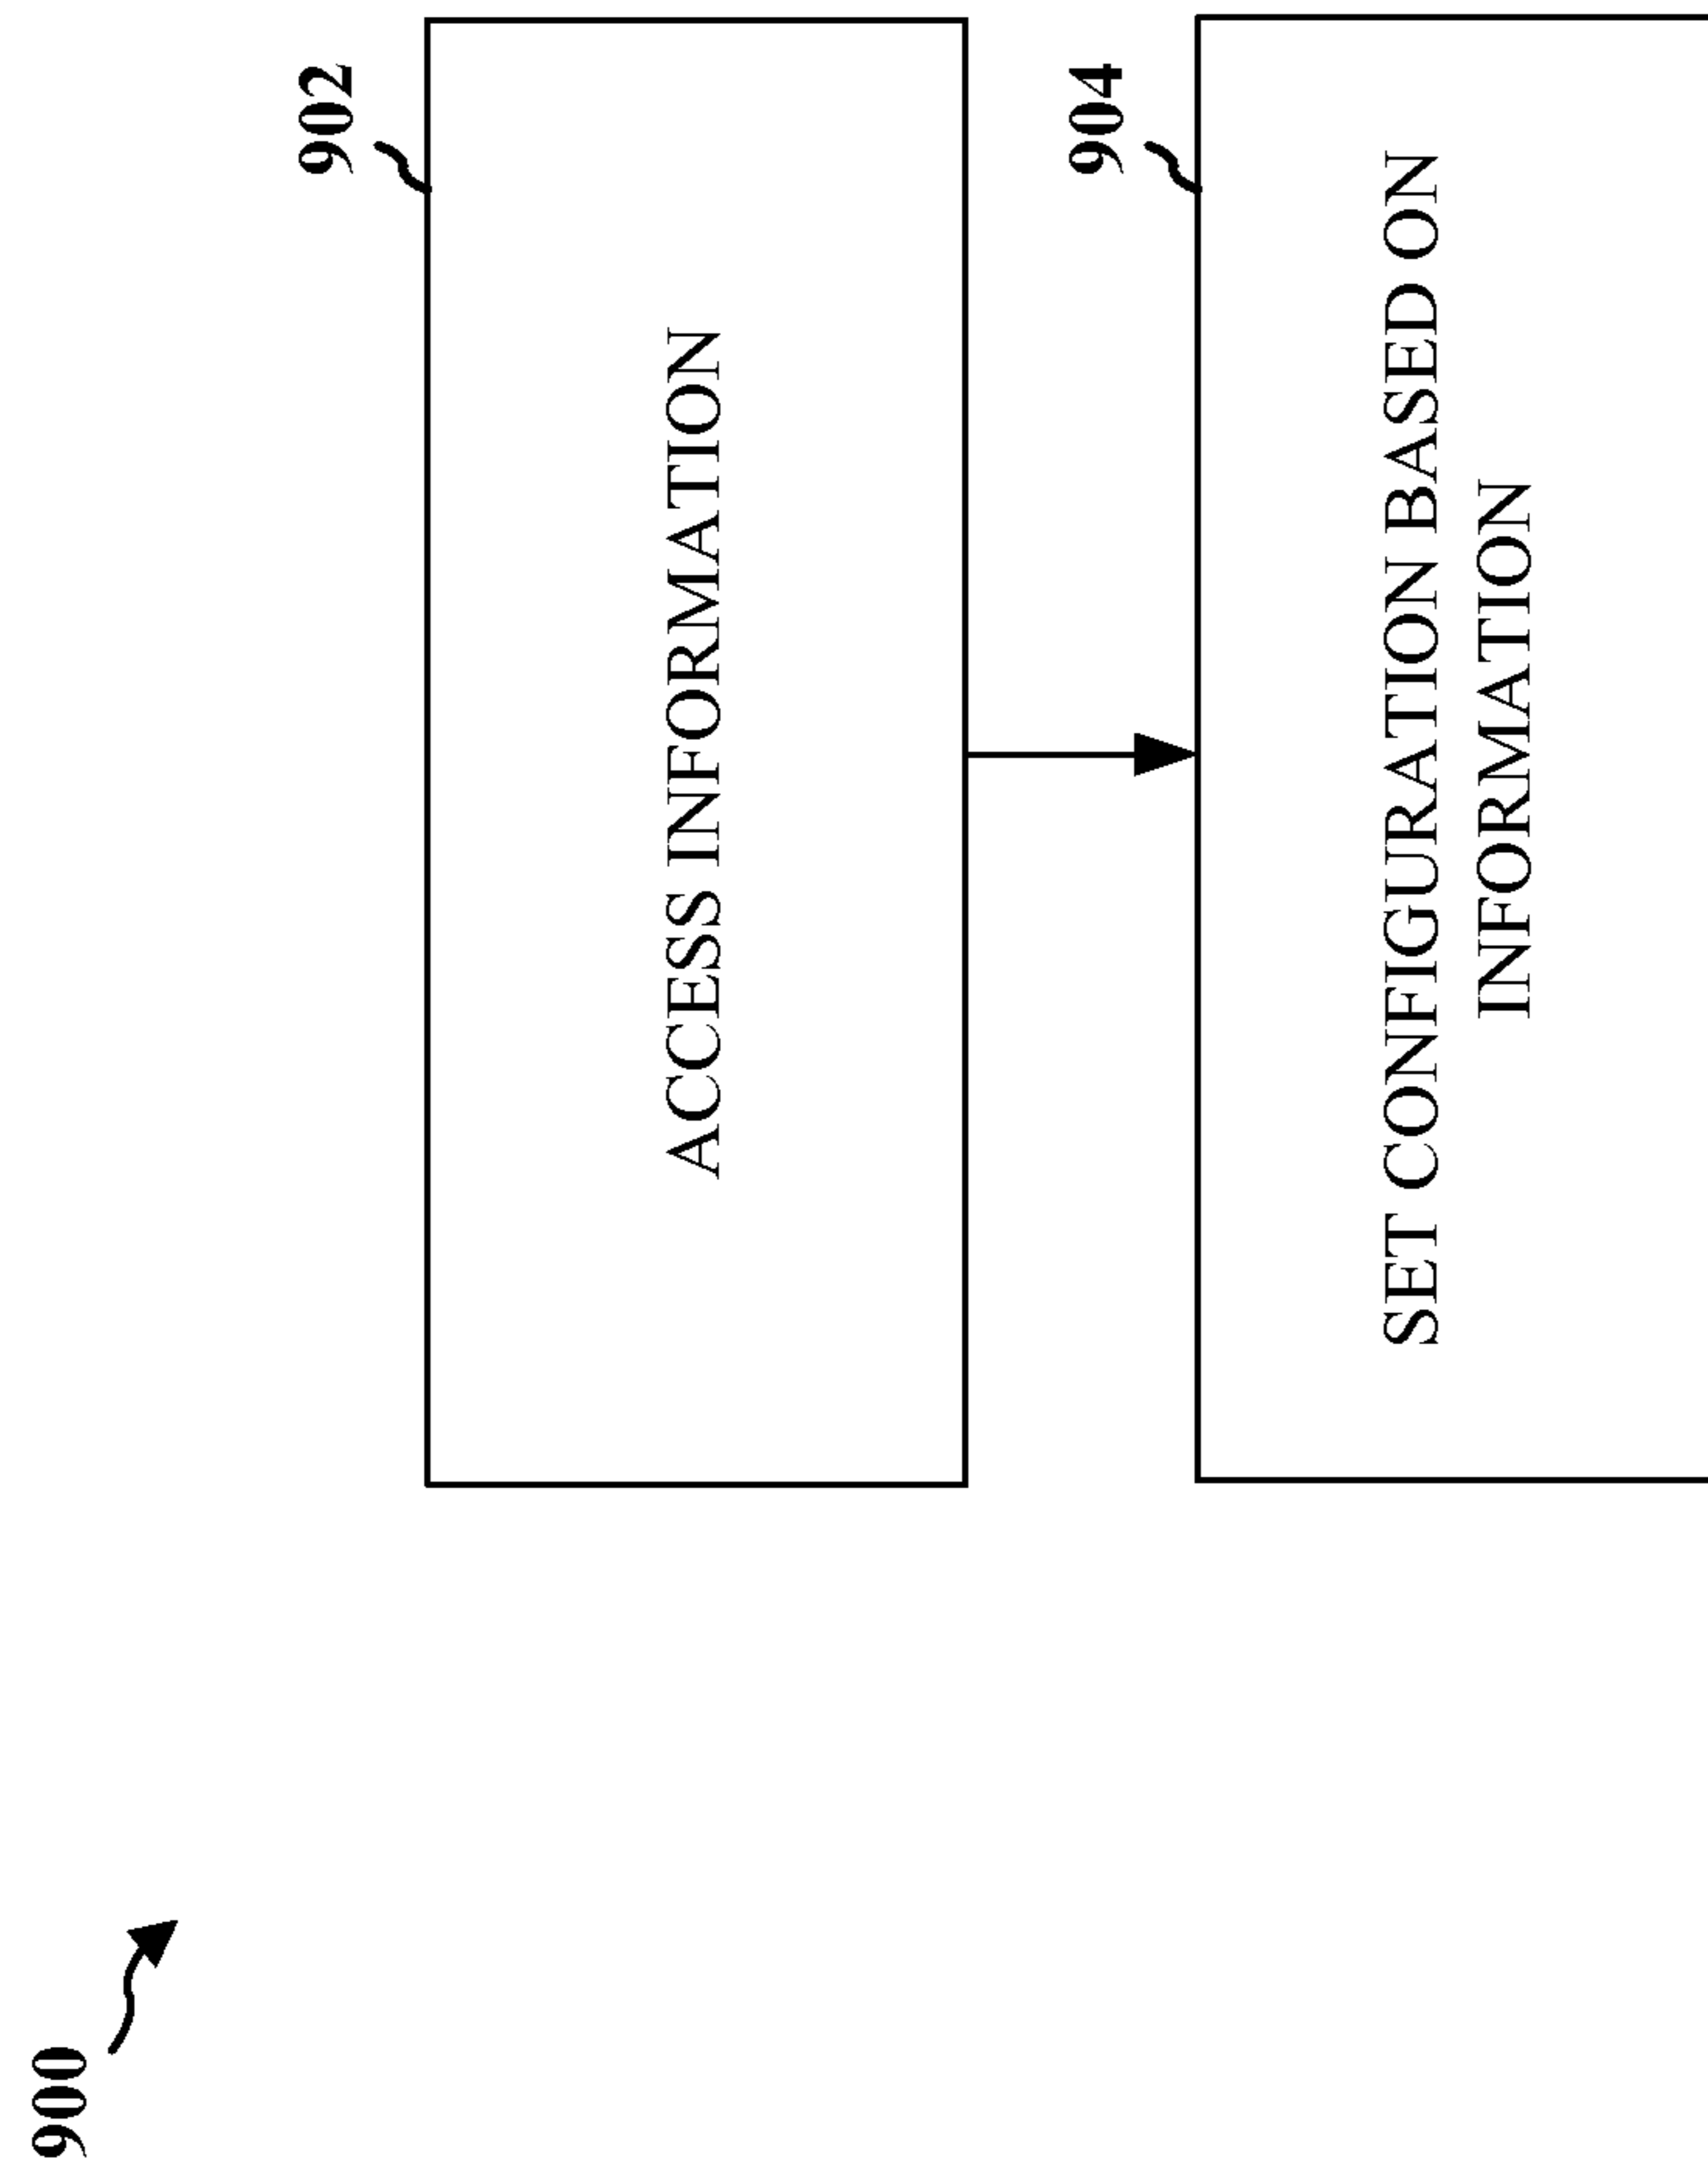 900
902
ACCESS INFORMATION
904
SET CONFIGURATION BASED ON
INFORMATION